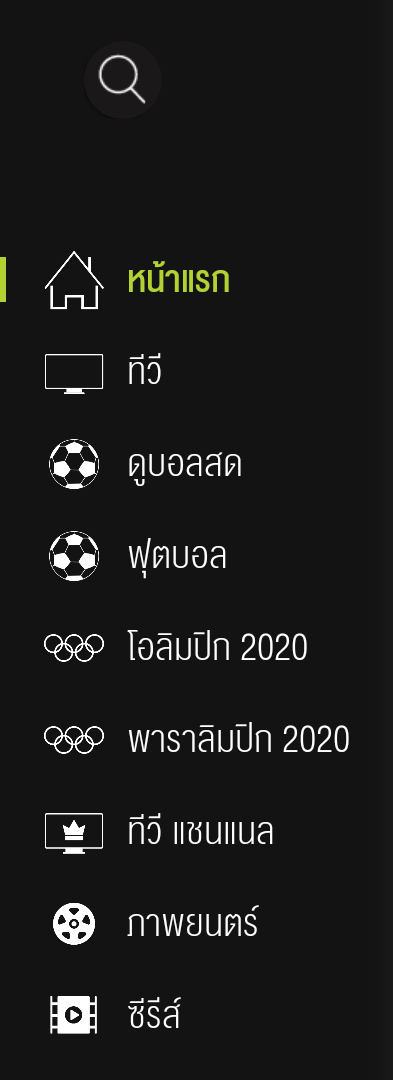 หน้าแรก
ทีวี
ดูบอลสด
ฟุตบอล
โอลิมปิก 2020
พาราลิมปิก 2020
ทีวี แชนแนล
ภาพยนตร์
ซีรีส์